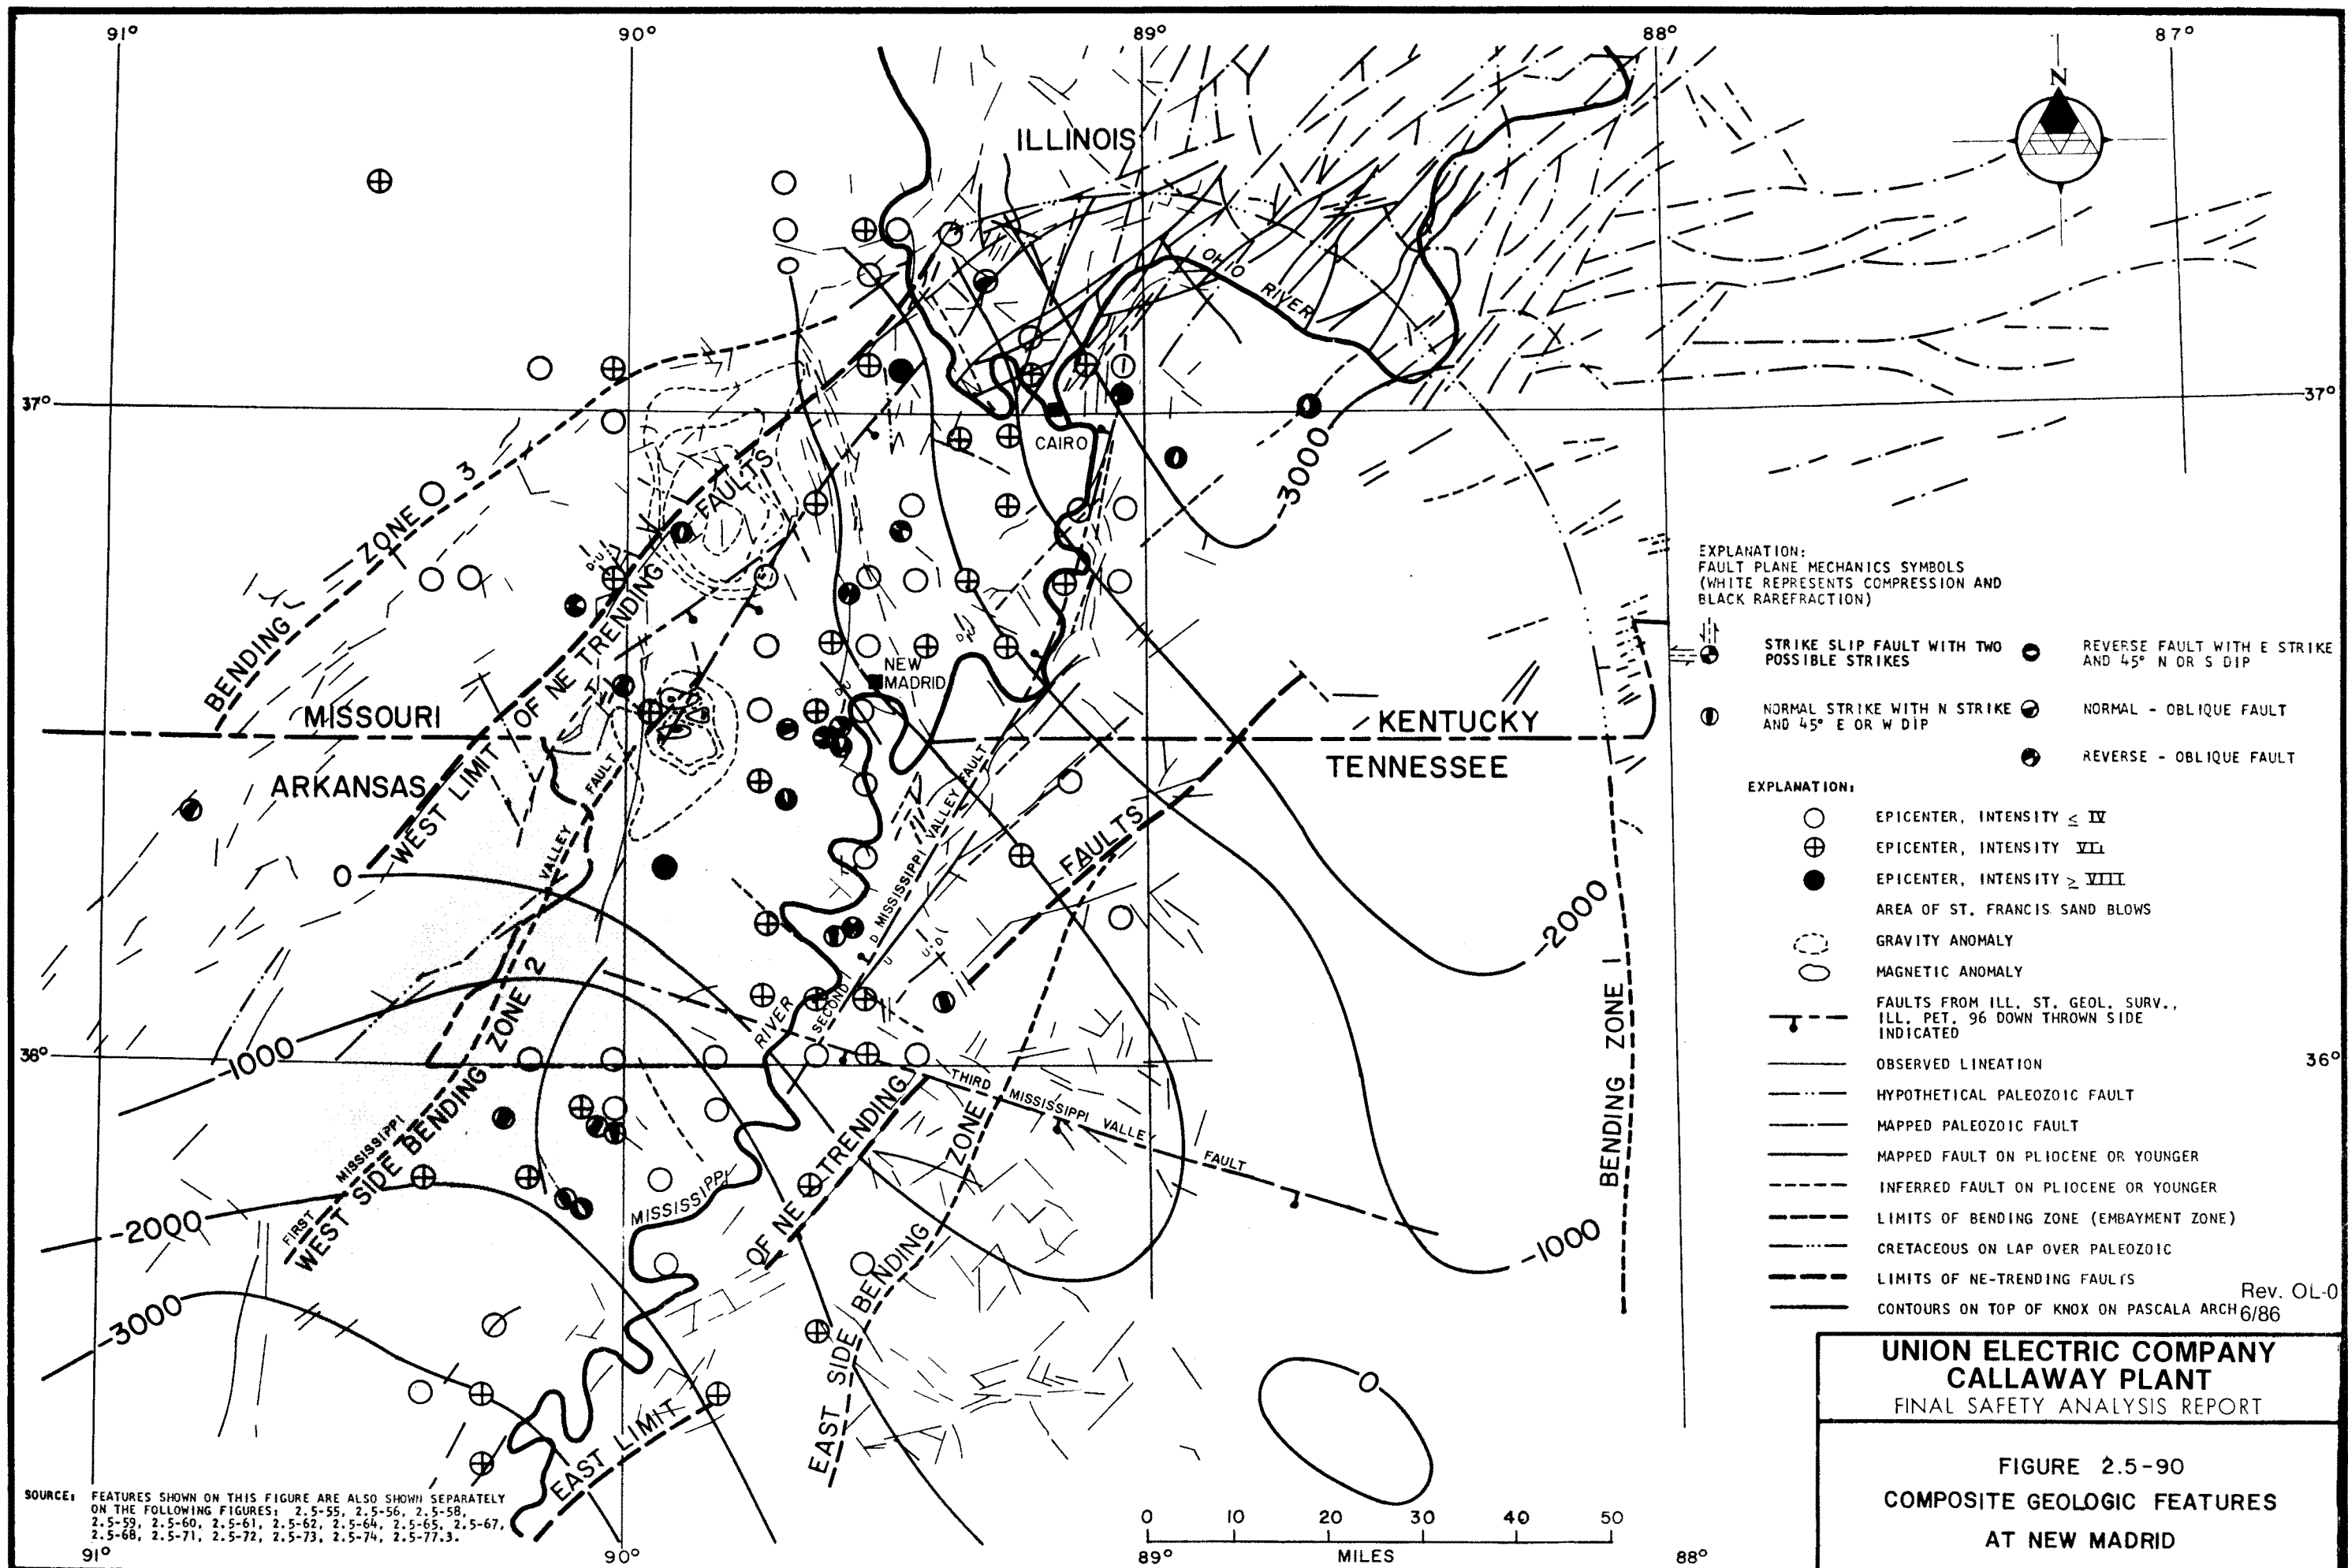 91°
90°
89°
88°
87°
N
ILLINOIS
OHIO
RIVER
37°
37°
CAIRO
-3000
BENDING ZONE 3
WEST LIMIT OF NE TRENDING FAULTS
D U
D
NEW
MADRID
D U
MISSOURI
ARKANSAS
KENTUCKY
TENNESSEE
FAULTS
0
FIRST MISSISSIPPI VALLEY FAULT
WEST SIDE BENDING ZONE 2
SECOND MISSISSIPPI VALLEY FAULT
D
U
U D
-2000
BENDING ZONE 1
36°
36°
-1000
RIVER
MISSISSIPPI
THIRD MISSISSIPPI VALLEY FAULT
EAST LIMIT
OF NE TRENDING
EAST SIDE BENDING ZONE
-2000
-1000
-3000
0
EXPLANATION:
FAULT PLANE MECHANICS SYMBOLS
(WHITE REPRESENTS COMPRESSION AND
BLACK RAREFRACTION)
STRIKE SLIP FAULT WITH TWO
POSSIBLE STRIKES
REVERSE FAULT WITH E STRIKE
AND 45° N OR S DIP
NORMAL STRIKE WITH N STRIKE
AND 45° E OR W DIP
NORMAL - OBLIQUE FAULT
REVERSE - OBLIQUE FAULT
EXPLANATION:
EPICENTER, INTENSITY ≤ IV
EPICENTER, INTENSITY VII
EPICENTER, INTENSITY ≥ VIII
AREA OF ST. FRANCIS SAND BLOWS
GRAVITY ANOMALY
MAGNETIC ANOMALY
FAULTS FROM ILL. ST. GEOL. SURV.,
ILL. PET. 96 DOWN THROWN SIDE
INDICATED
OBSERVED LINEATION
HYPOTHETICAL PALEOZOIC FAULT
MAPPED PALEOZOIC FAULT
MAPPED FAULT ON PLIOCENE OR YOUNGER
INFERRED FAULT ON PLIOCENE OR YOUNGER
LIMITS OF BENDING ZONE (EMBAYMENT ZONE)
CRETACEOUS ON LAP OVER PALEOZOIC
LIMITS OF NE-TRENDING FAULTS
CONTOURS ON TOP OF KNOX ON PASCALA ARCH
Rev. OL-0
6/86
UNION ELECTRIC COMPANY
CALLAWAY PLANT
FINAL SAFETY ANALYSIS REPORT
FIGURE 2.5-90
COMPOSITE GEOLOGIC FEATURES
AT NEW MADRID
SOURCE: FEATURES SHOWN ON THIS FIGURE ARE ALSO SHOWN SEPARATELY
ON THE FOLLOWING FIGURES: 2.5-55, 2.5-56, 2.5-58,
2.5-59, 2.5-60, 2.5-61, 2.5-62, 2.5-64, 2.5-65, 2.5-67,
2.5-68, 2.5-71, 2.5-72, 2.5-73, 2.5-74, 2.5-77.3.
0 10 20 30 40 50
MILES
91°
90°
89°
88°